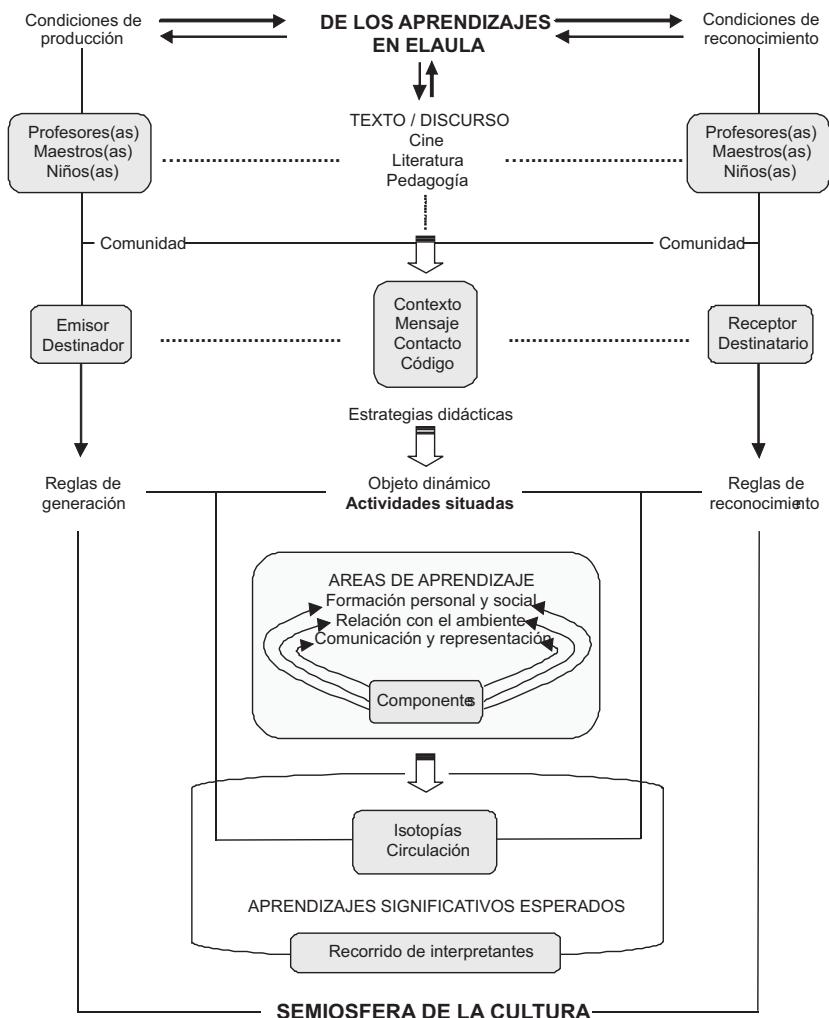 Condiciones de
producción
DE LOS APRENDIZAJES
EN ELAULA
Condiciones de
reconocimiento
Profesores(as)
Maestros(as)
Niños(as)
TEXTO / DISCURSO
Cine
Literatura
Pedagogía
Profesores(as)
Maestros(as)
Niños(as)
Comunidad
Comunidad
Emisor
Destinador
Contexto
Mensaje
Contacto
Código
Receptor
Destinatario
Estrategias didácticas
Reglas de
generación
Objeto dinámico
Actividades situadas
Reglas de
reconocimiento
AREAS DE APRENDIZAJE
Formación personal y social
Relación con el ambiente
Comunicación y representación
Componentes
Isotopías
Circulación
APRENDIZAJES SIGNIFICATIVOS ESPERADOS
Recorrido de interpretantes
SEMIOSFERA DE LA CULTURA